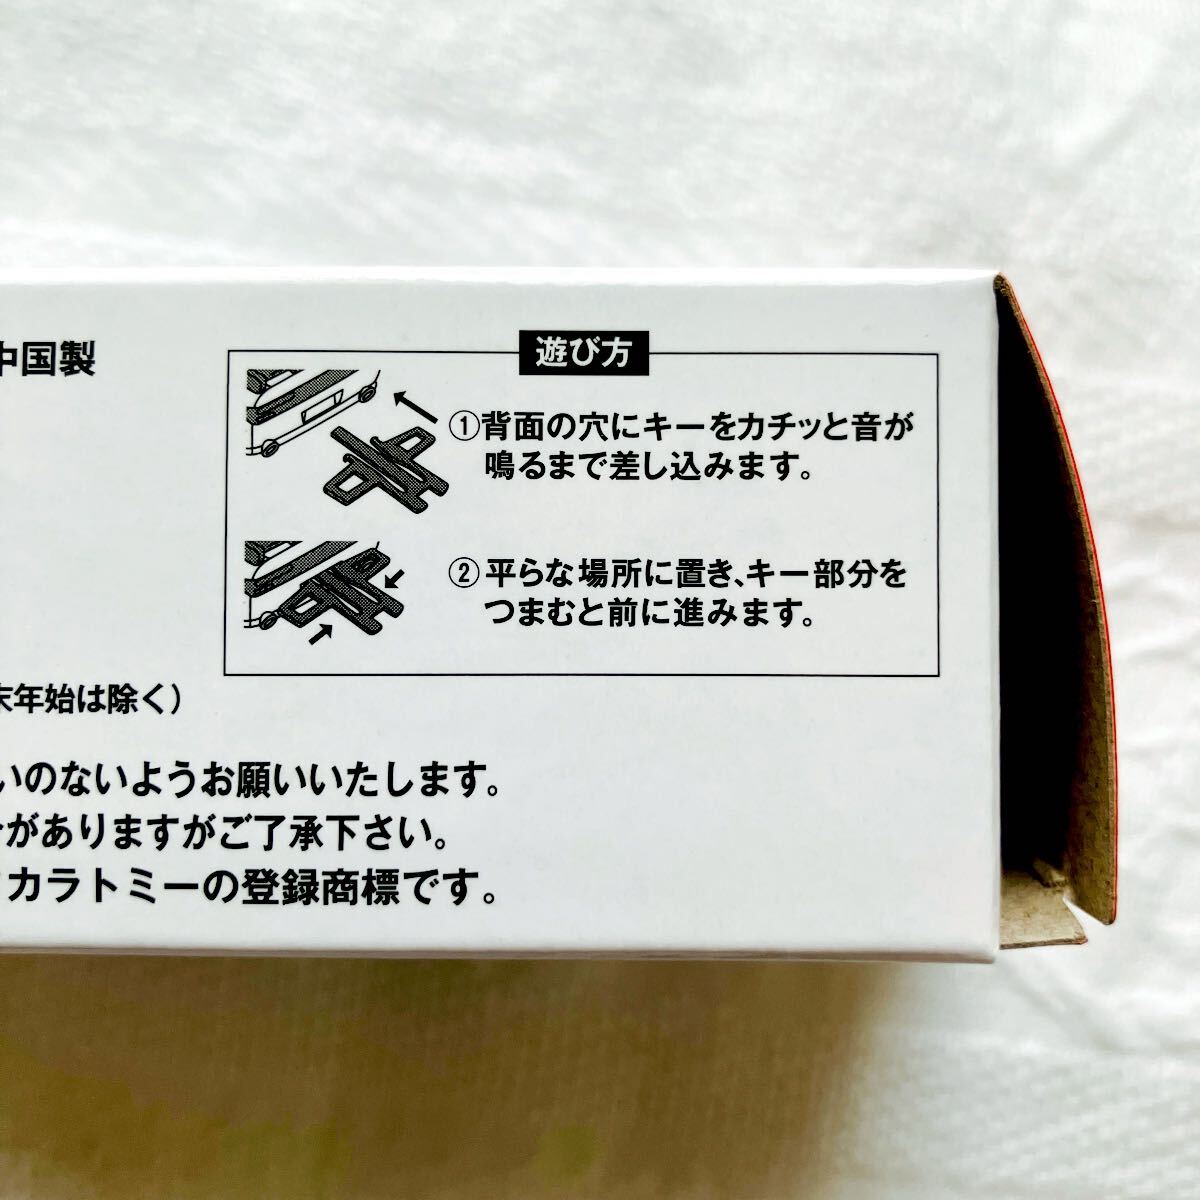 中国製
遊び方
①背面の穴にキーをカチッと音が
鳴るまで差し込みます。
②平らな場所に置き、キー部分を
つまむと前に進みます。
末年始は除く）
いのないようお願いいたします。
がありますがご了承下さい。
カラトミーの登録商標です。